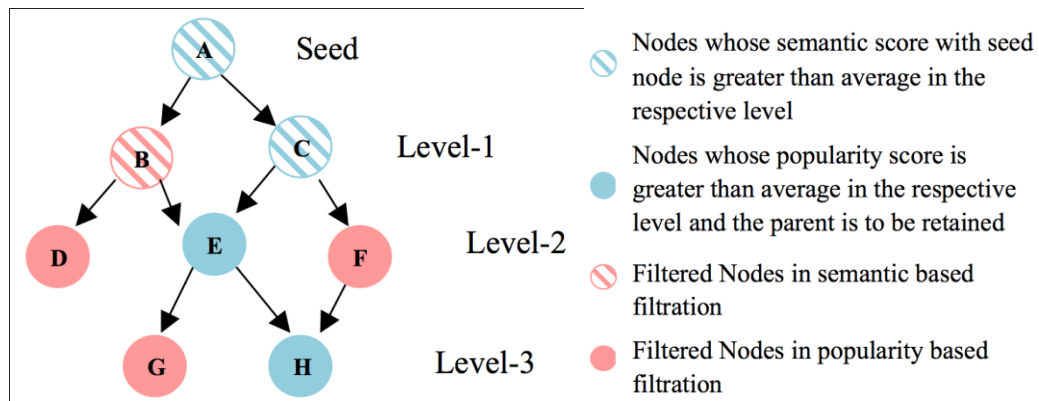 A
Seed
B
C
Level-1
D
E
F
Level-2
G
H
Level-3
Nodes whose semantic score with seed
node is greater than average in the
respective level
Nodes whose popularity score is
greater than average in the respective
level and the parent is to be retained
Filtered Nodes in semantic based
filtration
Filtered Nodes in popularity based
filtration